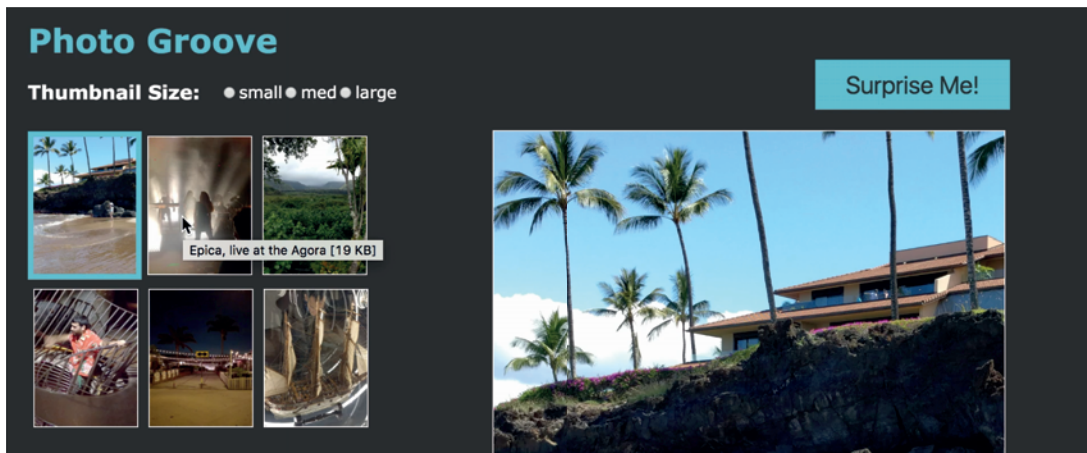 Photo Groove
Surprise Me!
Thumbnail Size: small med large
Epica, live at the Agora [19 KB]